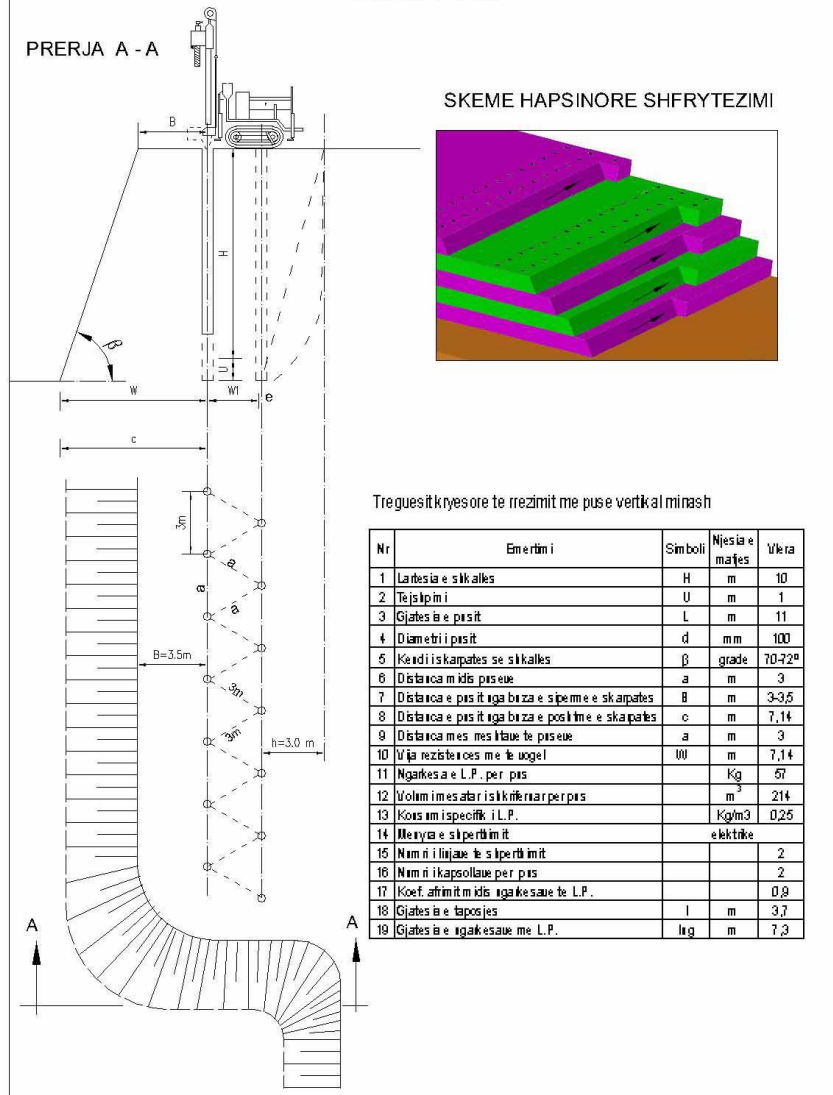 PRERJA A - A
SKEME HAPSINORE SHFRYTEZIMI
B
H
U
β
W
W1
e
c
3m
a
a
a
B=3.5m
3m
3m
h=3.0 m
A
A
Treguesit kryesore te rrezimit me puse vertikal minash
Nr Emertimi Simboli Njesia e matjes Vlera
1 Lartesia e shkalles H m 10
2 Tejshpimi U m 1
3 Gjatesia e pusit L m 11
4 Diametri i pusit d mm 100
5 Kendi i skarpates se shkalles β grade 70-72º
6 Distanca midis puseve a m 3
7 Distanca e pusit nga buza e siperme e skarpates B m 3-3,5
8 Distanca e pusit nga buza e poshtme e skarpates c m 7,14
9 Distanca mes rreshtave te puseve a m 3
10 Vija rezistences me te vogel W m 7,14
11 Ngarkesa e L.P. per pus Kg 57
12 Volumi mesatar i shkriferuar per pus m³ 214
13 Konsumi specifik i L.P. Kg/m3 0,25
14 Menyra e shperthimit elektrike
15 Numri i linjave te shperthimit 2
16 Numri i kapsollave per pus 2
17 Koef. afrimit midis ngarkesave te L.P. 0,9
18 Gjatesia e taposjes l m 3,7
19 Gjatesia e ngarkesave me L.P. lng m 7,3